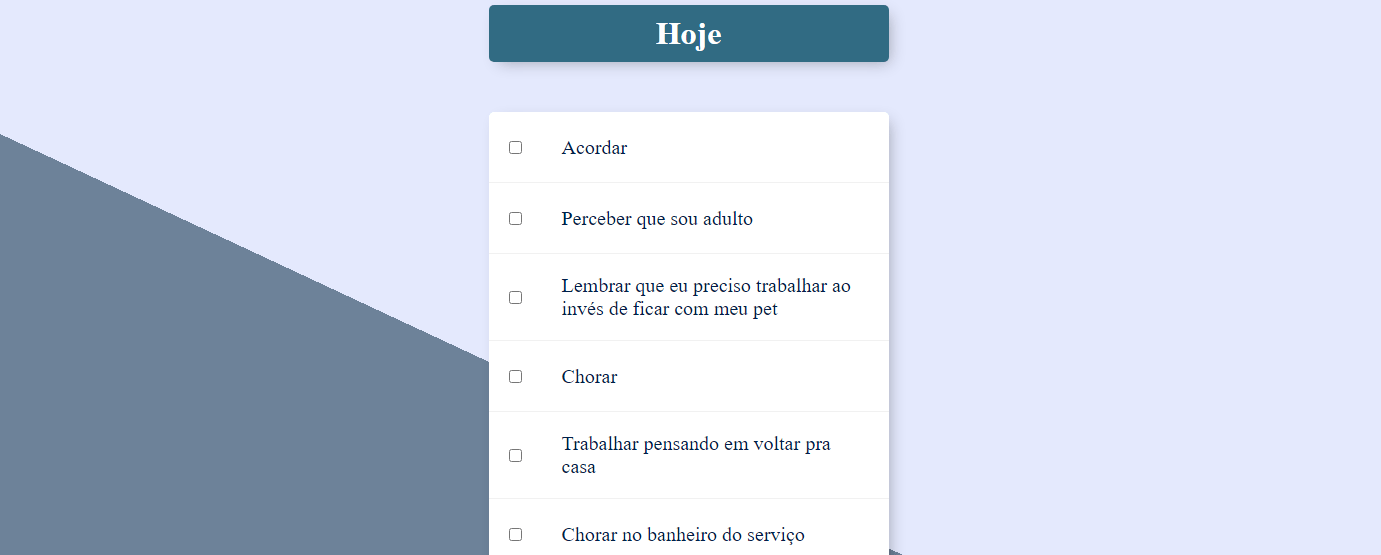 Hoje
Acordar
Perceber que sou adulto
Lembrar que eu preciso trabalhar ao
invés de ficar com meu pet
Chorar
Trabalhar pensando em voltar pra
casa
Chorar no banheiro do serviço